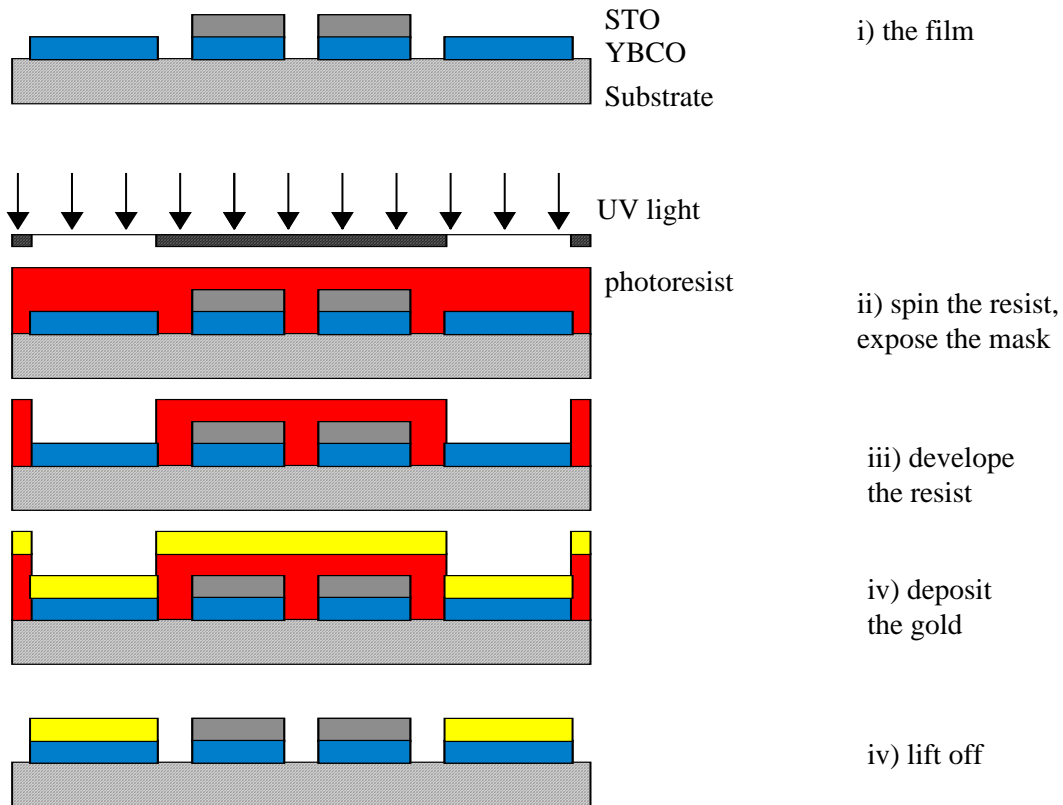 STO
YBCO
Substrate
i) the film
UV light
photoresist
ii) spin the resist,
expose the mask
iii) develope
the resist
iv) deposit
the gold
iv) lift off